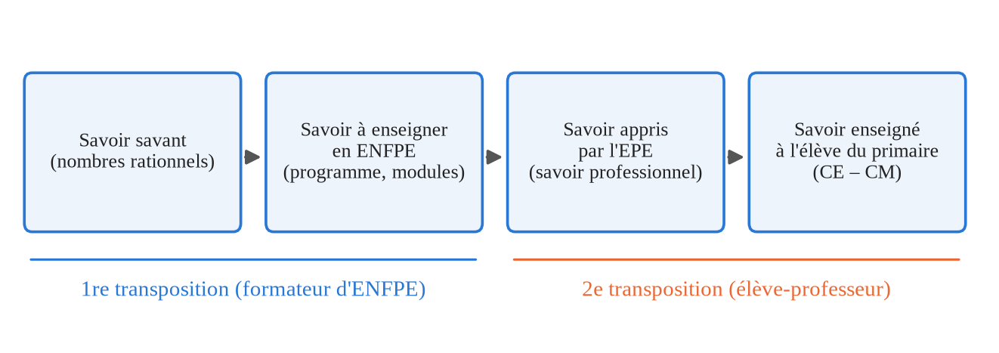 Savoir savant
(nombres rationnels)
Savoir à enseigner
en ENFPE
(programme, modules)
Savoir appris
par l'EPE
(savoir professionnel)
Savoir enseigné
à l'élève du primaire
(CE – CM)
1re transposition (formateur d'ENFPE)
2e transposition (élève-professeur)